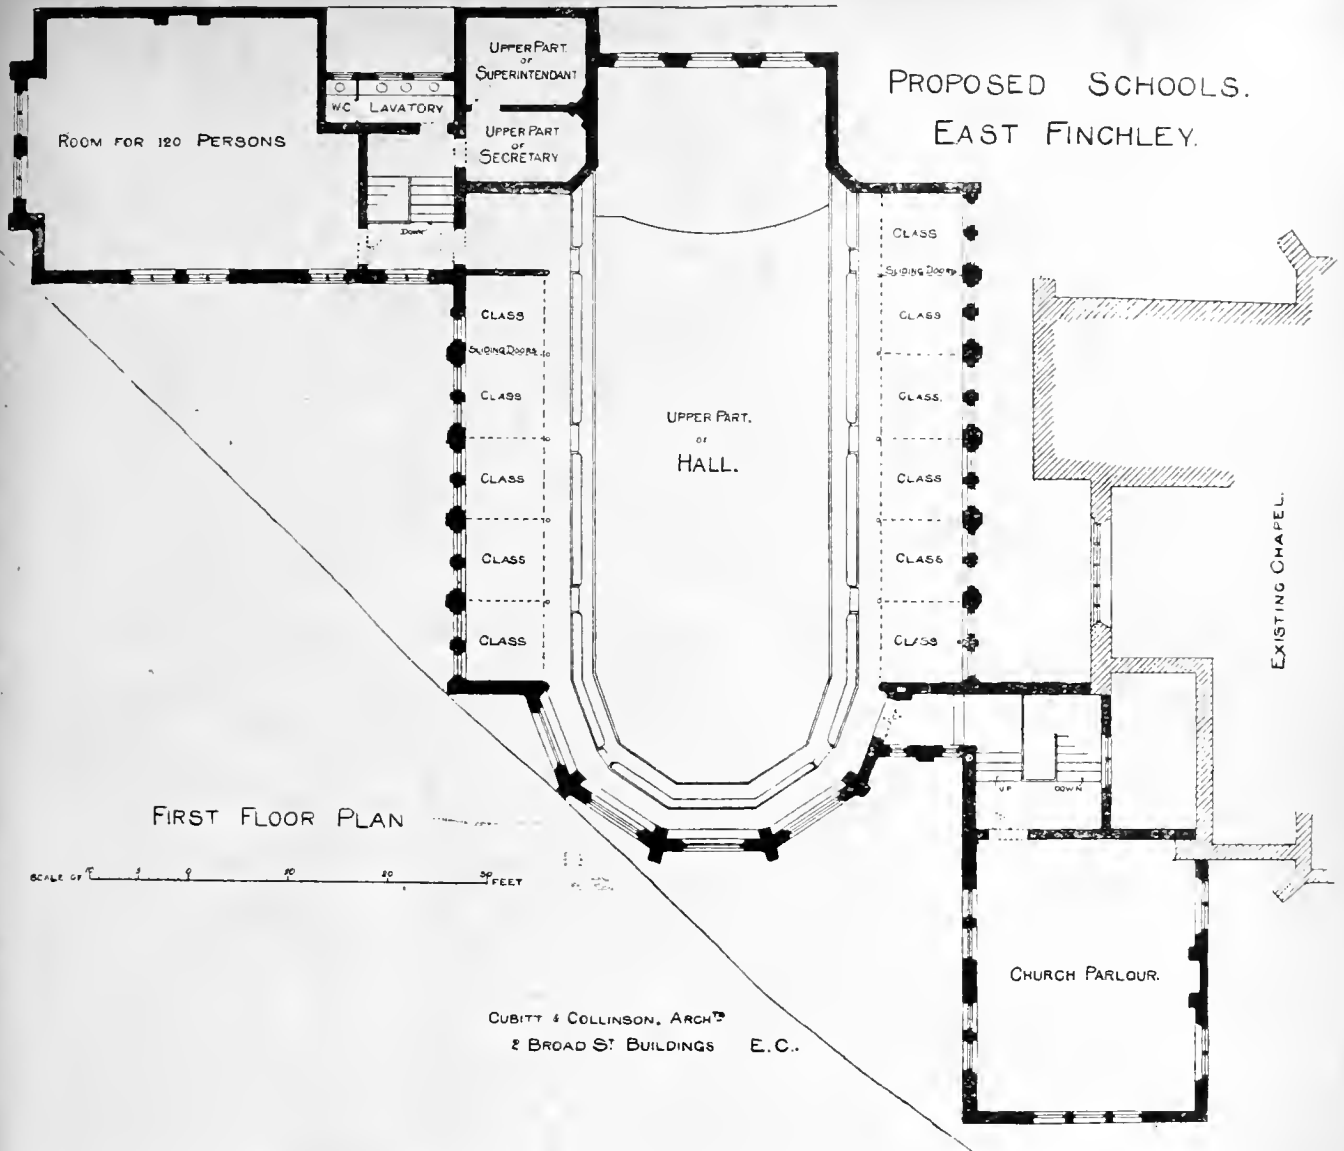 PROPOSED SCHOOLS.
EAST FINCHLEY.
UPPER PART
OF
SUPERINTENDANT
W.C. LAVATORY
ROOM FOR 120 PERSONS
UPPER PART
OF
SECRETARY
DOWN
CLASS
SLIDING DOORS
CLASS
CLASS
CLASS
CLASS
CLASS
SLIDING DOORS
CLASS
CLASS.
CLASS
CLASS
CLASS
UPPER PART.
OF
HALL.
EXISTING CHAPEL.
UP
DOWN
FIRST FLOOR PLAN
SCALE OF
10
5
0
10
20
30
FEET
CHURCH PARLOUR.
CUBITT & COLLINSON. ARCHTS
2 BROAD ST. BUILDINGS E.C..